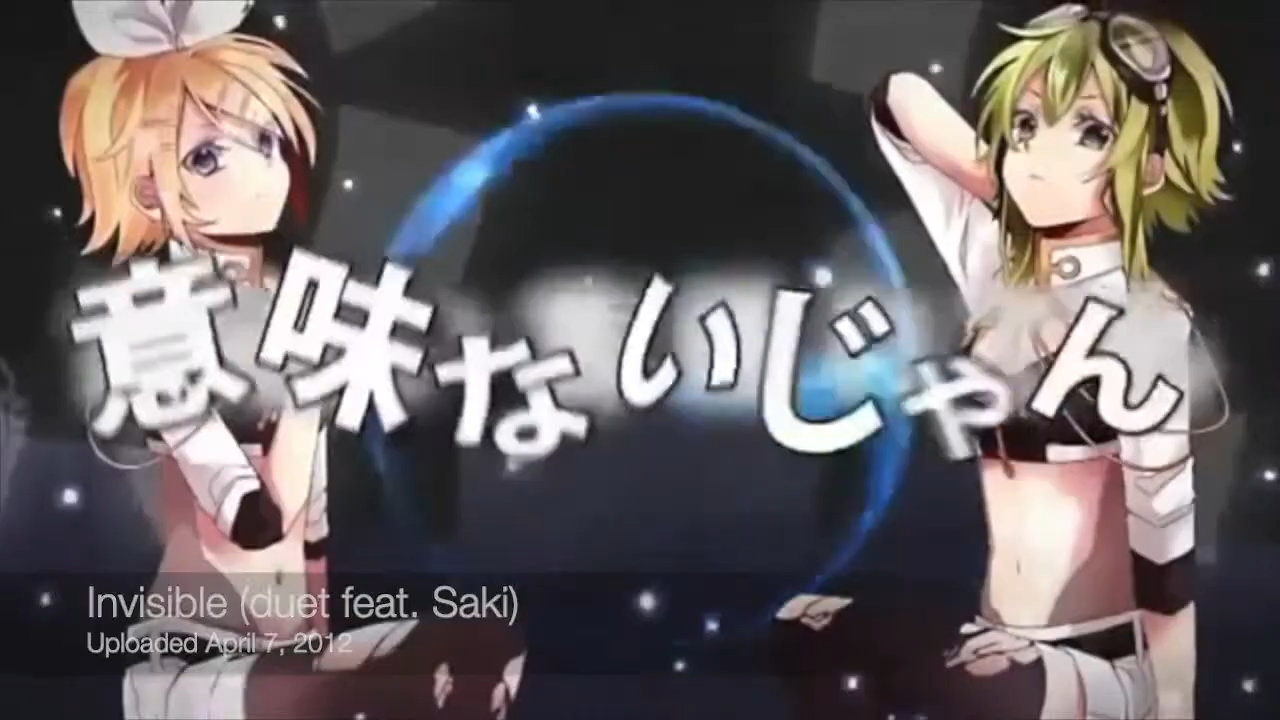 意味ないじゃん
Invisible (duet feat. Saki)
Uploaded April 7, 2012